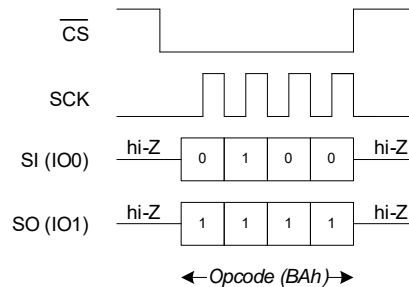 CS
SCK
hi-Z hi-Z
SI (IO0) 0 1 0 0
hi-Z hi-Z
SO (IO1) 1 1 1 1
Opcode (BAh)